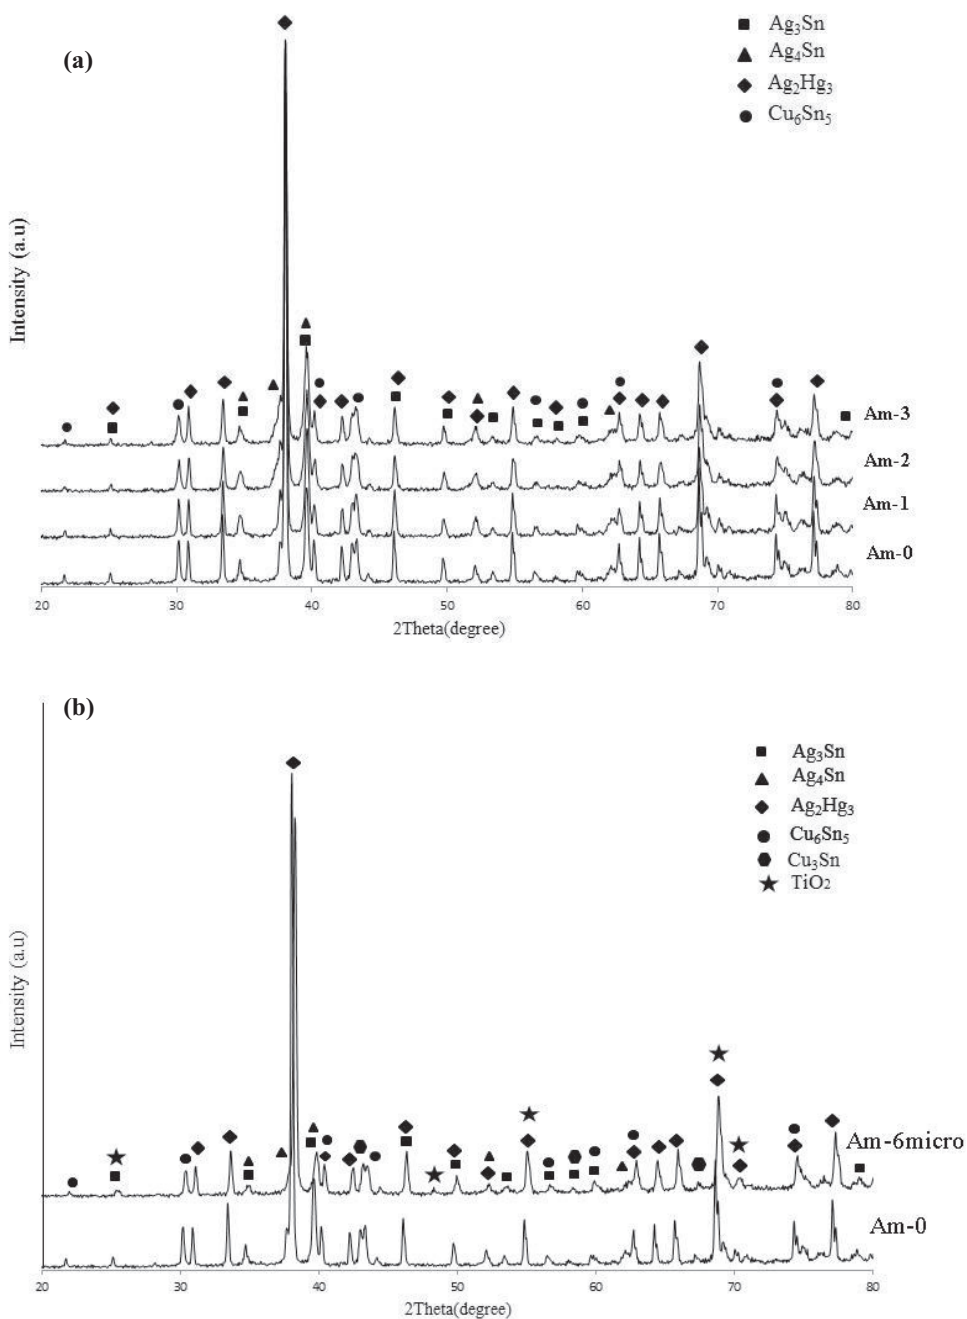 (a)
Ag₃Sn
Ag₄Sn
Ag₂Hg₃
Cu₆Sn₅
Intensity (a.u)
Am-3
Am-2
Am-1
Am-0
20 30 40 50 60 70 80
2Theta(degree)
(b)
Ag₃Sn
Ag₄Sn
Ag₂Hg₃
Cu₆Sn₅
Cu₃Sn
TiO₂
Intensity (a.u)
Am-6micro
Am-0
20 30 40 50 60 70 80
2Theta(degree)